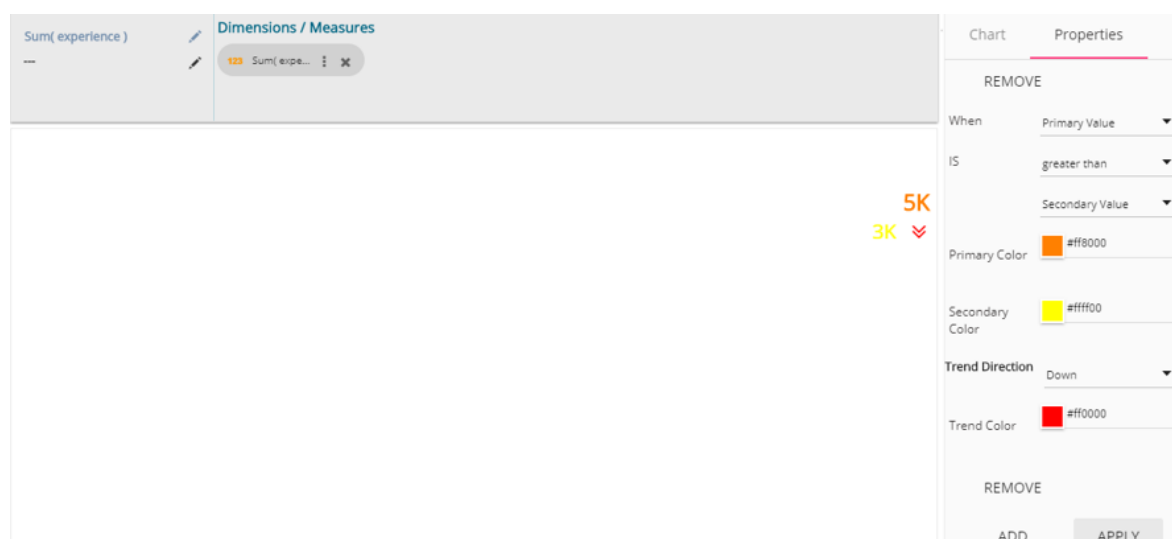 Sum( experience )
---
Dimensions / Measures
123 Sum( expe...
5K
3K
Chart Properties
REMOVE
When Primary Value
IS greater than
Secondary Value
Primary Color #ff8000
Secondary Color #ffff00
Trend Direction Down
Trend Color #ff0000
REMOVE
ADD APPLY